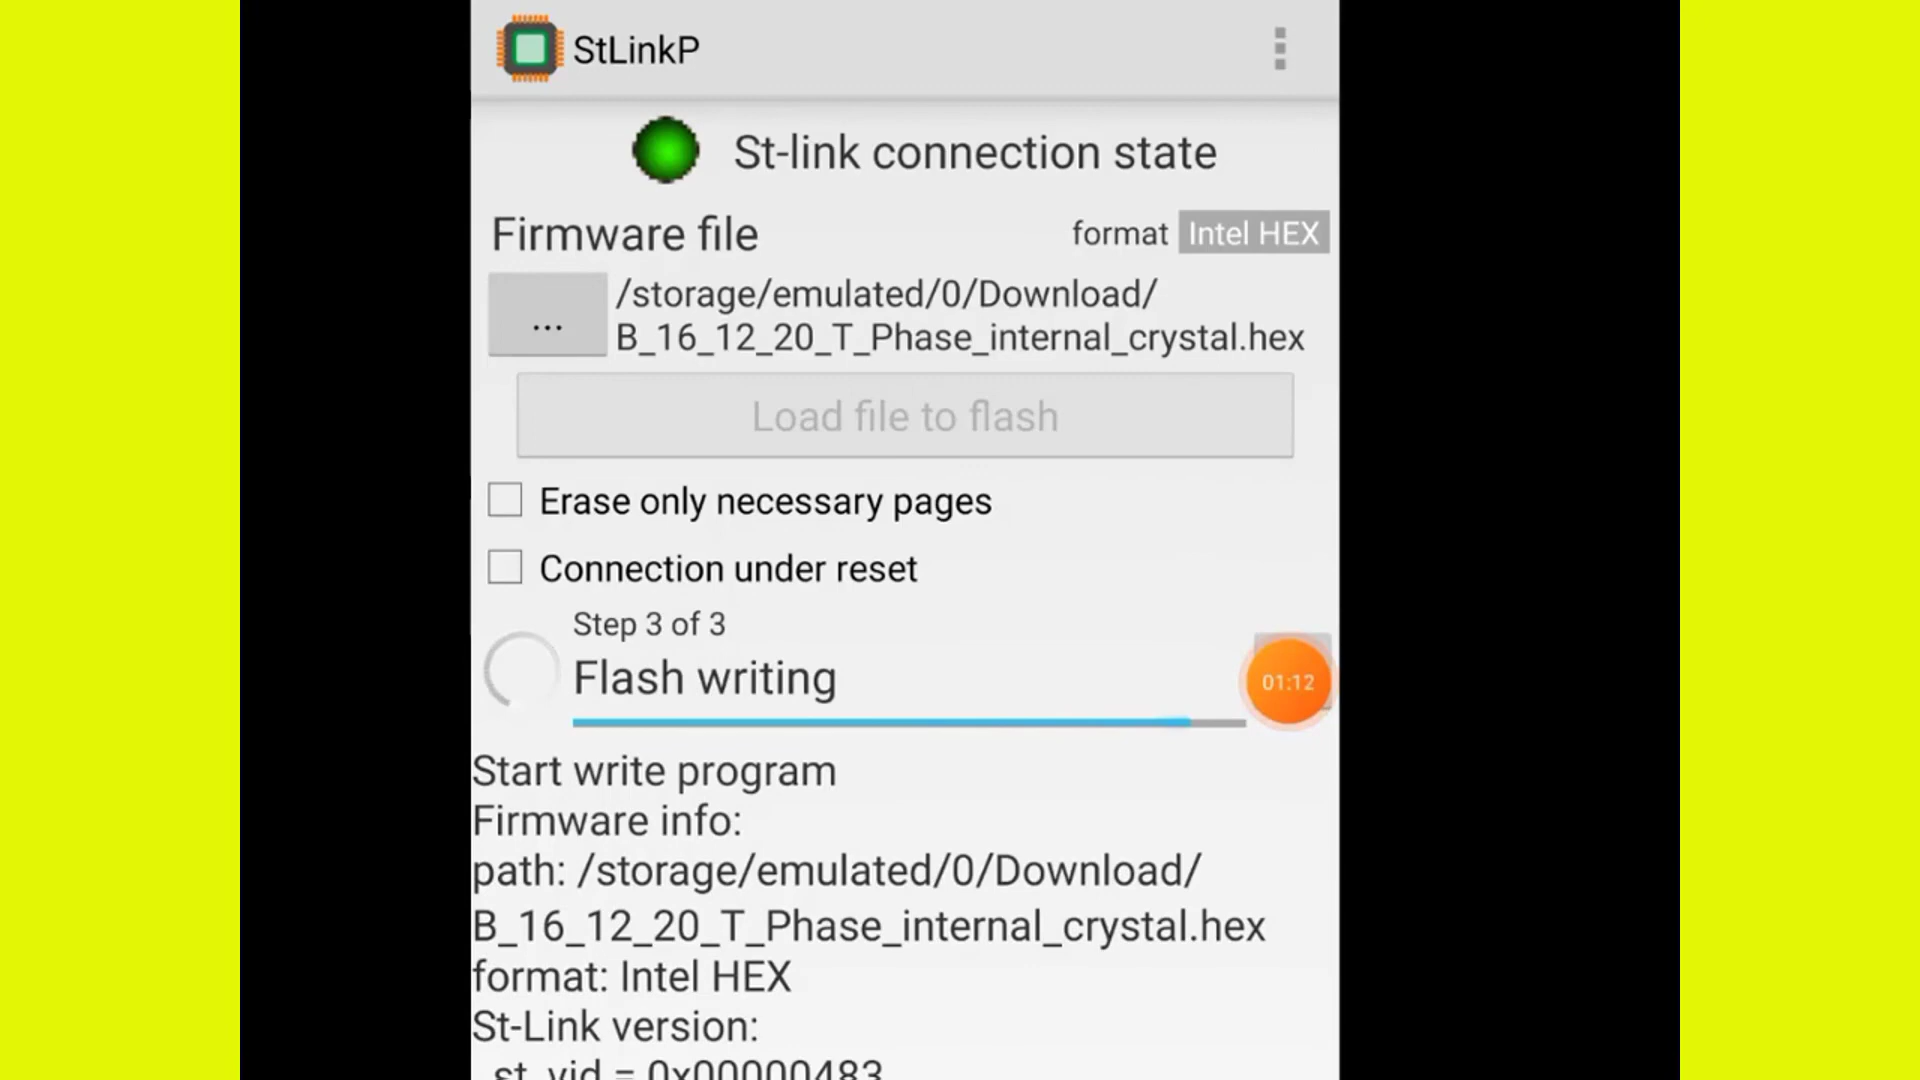 StLinkP
St-link connection state
Firmware file
format Intel HEX
...
/storage/emulated/0/Download/
B_16_12_20_T_Phase_internal_crystal.hex
Load file to flash
Erase only necessary pages
Connection under reset
Step 3 of 3
Flash writing
01:12
Start write program
Firmware info:
path: /storage/emulated/0/Download/
B_16_12_20_T_Phase_internal_crystal.hex
format: Intel HEX
St-Link version:
st_vid = 0x00000483